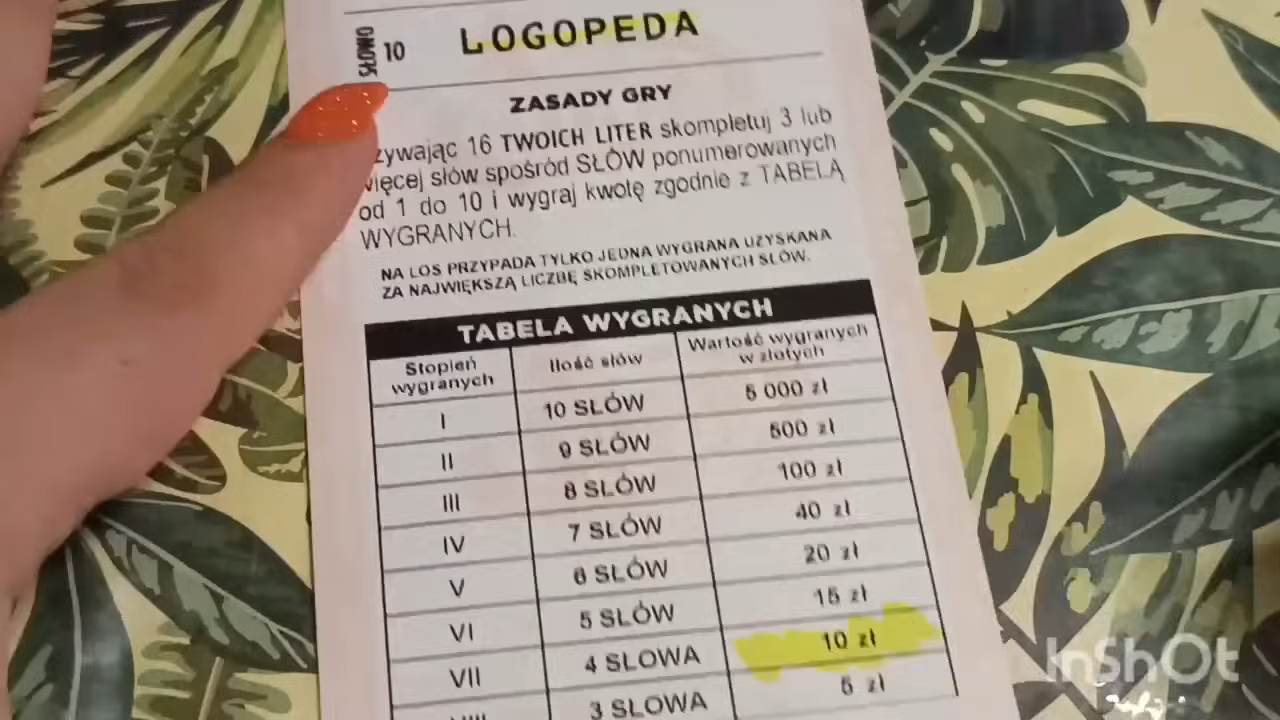 SŁOWO 10 LOGOPEDA
ZASADY GRY
żywając 16 TWOICH LITER skompletuj 3 lub
więcej słów spośród SŁÓW ponumerowanych
od 1 do 10 i wygraj kwotę zgodnie z TABELĄ
WYGRANYCH.
NA LOS PRZYPADA TYLKO JEDNA WYGRANA UZYSKANA
ZA NAJWIĘKSZĄ LICZBĘ SKOMPLETOWANYCH SŁÓW.
TABELA WYGRANYCH
Stopień wygranych Ilość słów Wartość wygranych w złotych
I 10 SŁÓW 5 000 zł
II 9 SŁÓW 500 zł
III 8 SŁÓW 100 zł
IV 7 SŁÓW 40 zł
V 6 SŁÓW 20 zł
VI 5 SŁÓW 15 zł
VII 4 SŁOWA 10 zł
3 SŁOWA 5 zł
InShOt